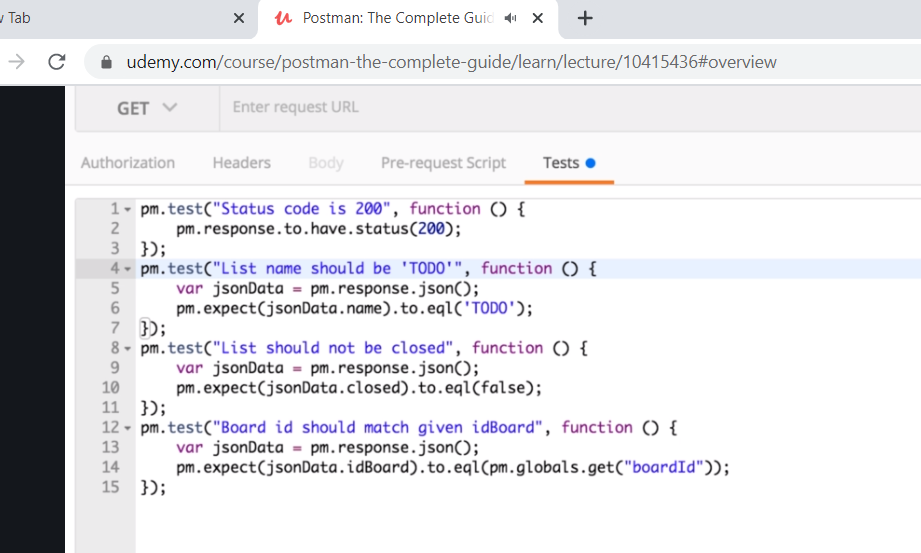 Tab
Postman: The Complete Guid
udemy.com/course/postman-the-complete-guide/learn/lecture/10415436#overview
GET Enter request URL
Authorization Headers Body Pre-request Script Tests
1 pm.test("Status code is 200", function () {
2 pm.response.to.have.status(200);
3 });
4 pm.test("List name should be 'TODO'", function () {
5 var jsonData = pm.response.json();
6 pm.expect(jsonData.name).to.eql('TODO');
7 });
8 pm.test("List should not be closed", function () {
9 var jsonData = pm.response.json();
10 pm.expect(jsonData.closed).to.eql(false);
11 });
12 pm.test("Board id should match given idBoard", function () {
13 var jsonData = pm.response.json();
14 pm.expect(jsonData.idBoard).to.eql(pm.globals.get("boardId"));
15 });